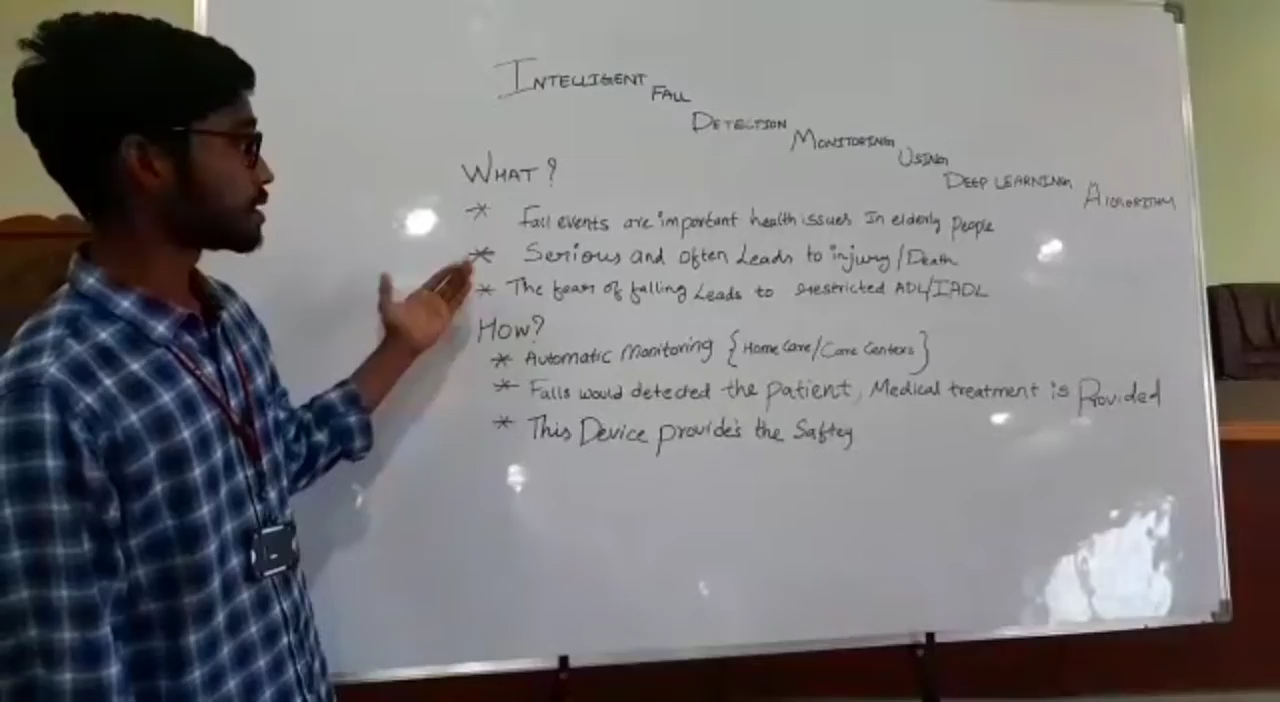 INTELLIGENT FALL DETECTION MONITORING USING DEEP LEARNING ALGORITHM
WHAT?
* Fall events are important health issues In elderly People
* Serious and often Leads to injury/Death
* The fear of falling Leads to restricted ADL/IADL
HOW?
* Automatic Monitoring {Home Care/Care Centers}
* Falls would detected the patient, Medical treatment is Provided
* This Device provides the Saftey